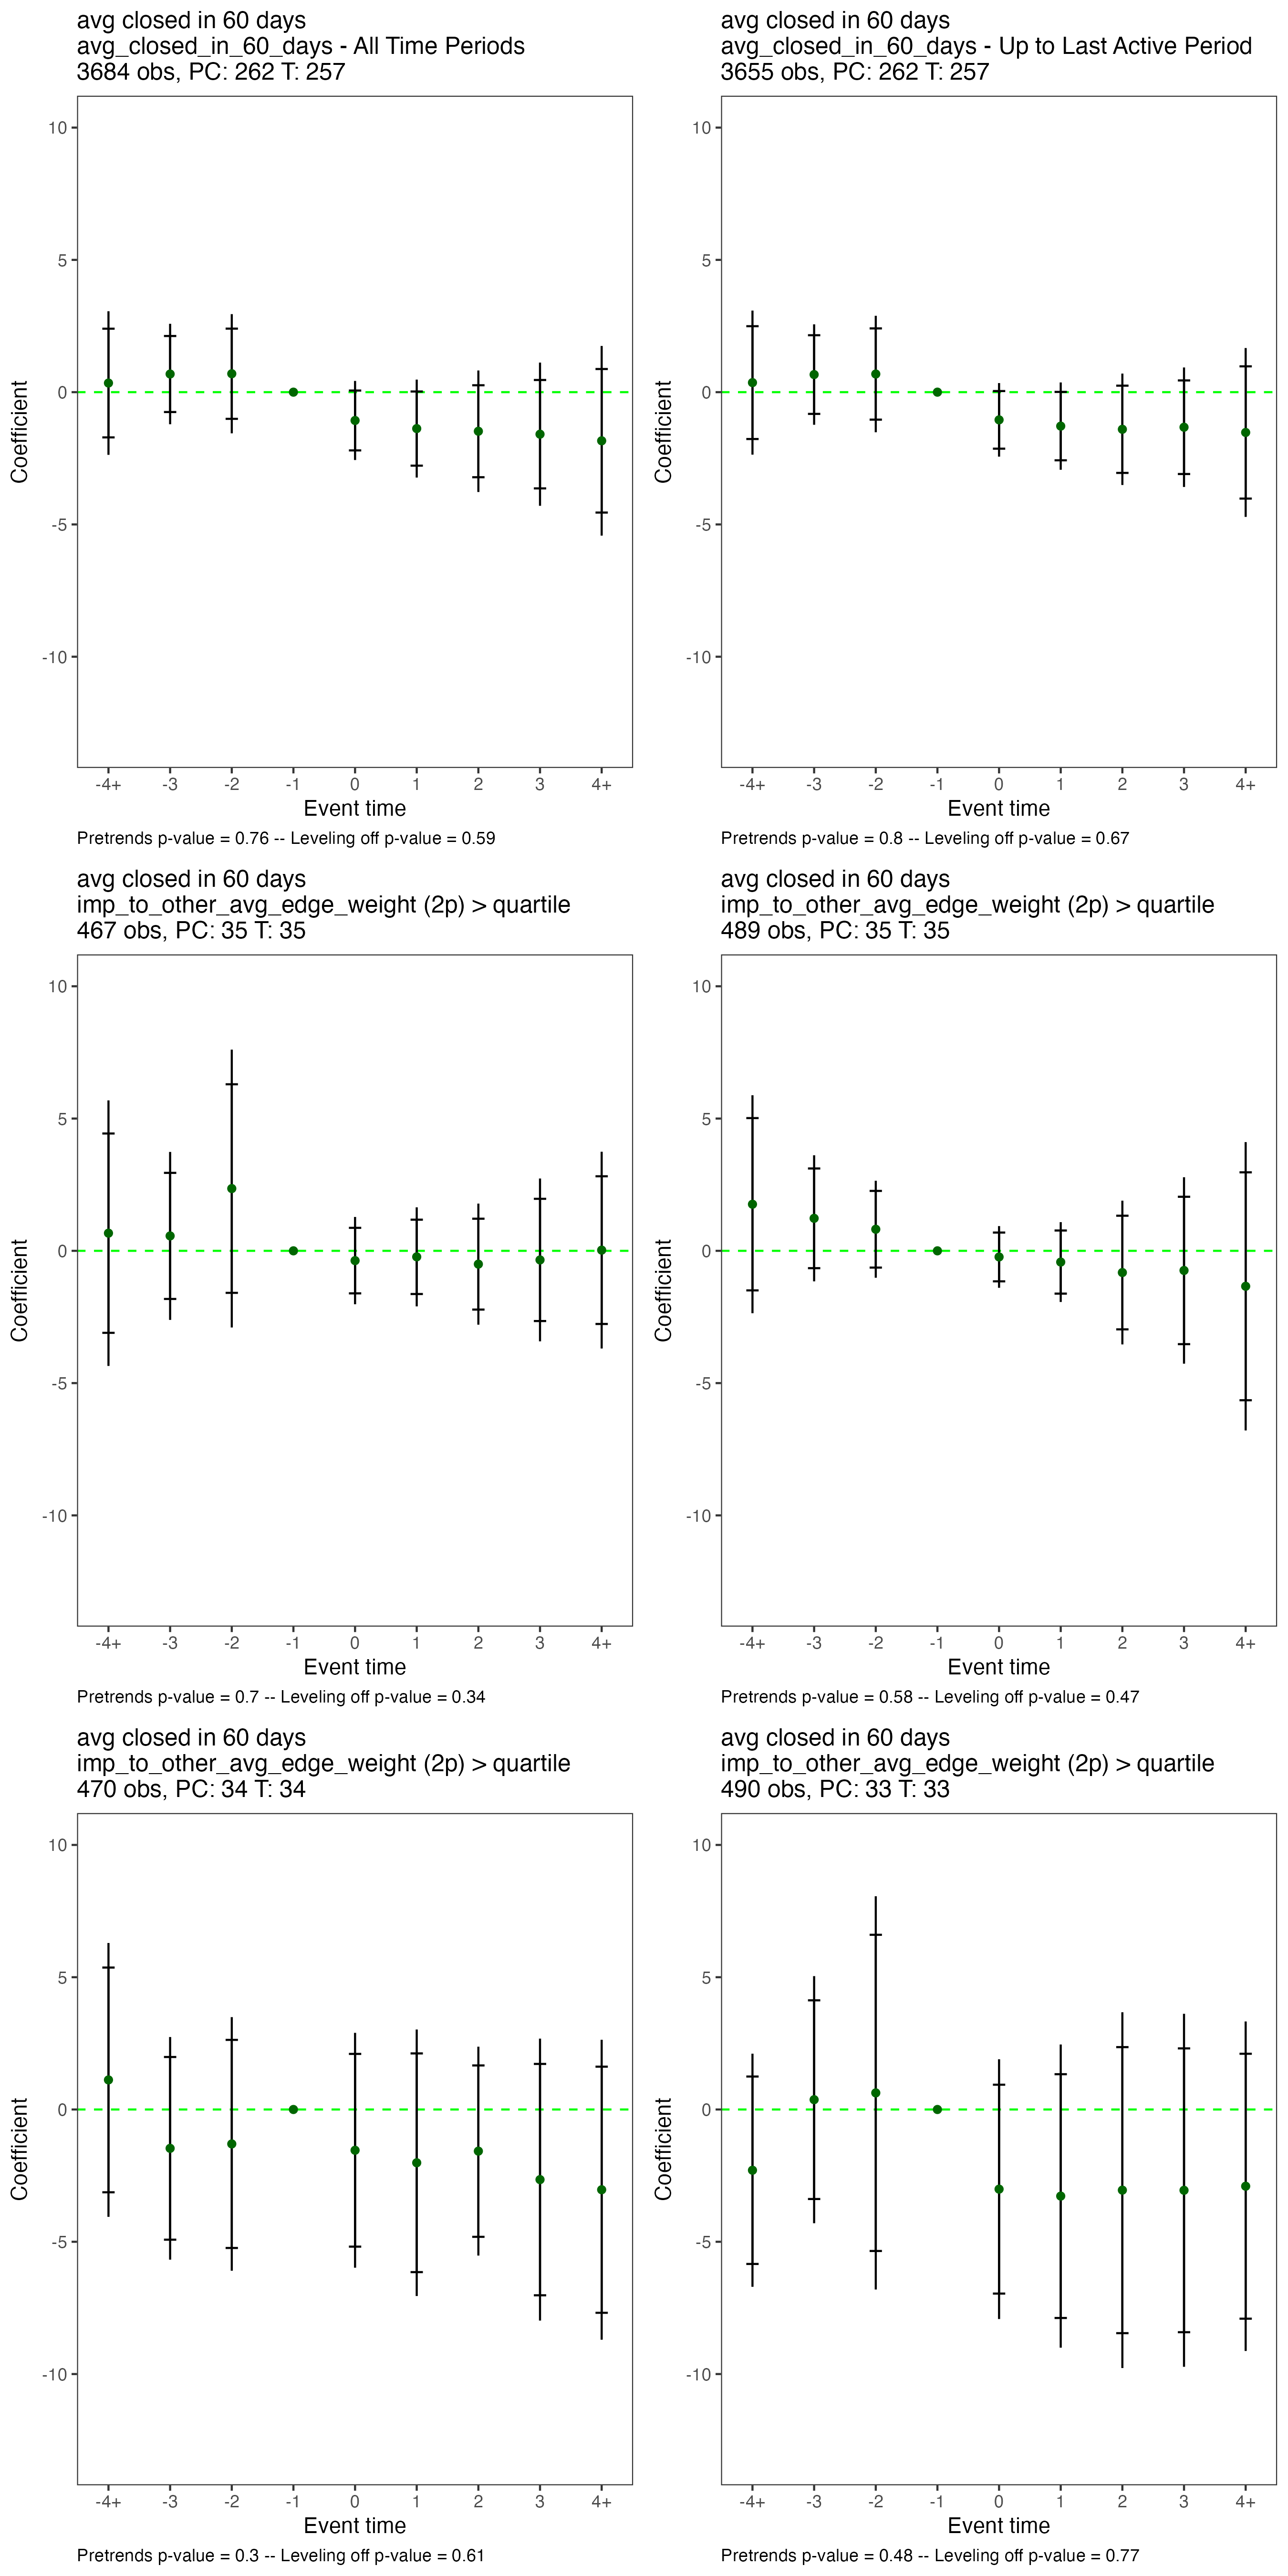 avg closed in 60 days
avg_closed_in_60_days - All Time Periods
3684 obs, PC: 262 T: 257
10
5
0
-5
-10
Coefficient
-4+ -3 -2 -1 0 1 2 3 4+
Event time
Pretrends p-value = 0.76 -- Leveling off p-value = 0.59
avg closed in 60 days
avg_closed_in_60_days - Up to Last Active Period
3655 obs, PC: 262 T: 257
10
5
0
-5
-10
Coefficient
-4+ -3 -2 -1 0 1 2 3 4+
Event time
Pretrends p-value = 0.8 -- Leveling off p-value = 0.67
avg closed in 60 days
imp_to_other_avg_edge_weight (2p) > quartile
467 obs, PC: 35 T: 35
10
5
0
-5
-10
Coefficient
-4+ -3 -2 -1 0 1 2 3 4+
Event time
Pretrends p-value = 0.7 -- Leveling off p-value = 0.34
avg closed in 60 days
imp_to_other_avg_edge_weight (2p) > quartile
489 obs, PC: 35 T: 35
10
5
0
-5
-10
Coefficient
-4+ -3 -2 -1 0 1 2 3 4+
Event time
Pretrends p-value = 0.58 -- Leveling off p-value = 0.47
avg closed in 60 days
imp_to_other_avg_edge_weight (2p) > quartile
470 obs, PC: 34 T: 34
10
5
0
-5
-10
Coefficient
-4+ -3 -2 -1 0 1 2 3 4+
Event time
Pretrends p-value = 0.3 -- Leveling off p-value = 0.61
avg closed in 60 days
imp_to_other_avg_edge_weight (2p) > quartile
490 obs, PC: 33 T: 33
10
5
0
-5
-10
Coefficient
-4+ -3 -2 -1 0 1 2 3 4+
Event time
Pretrends p-value = 0.48 -- Leveling off p-value = 0.77